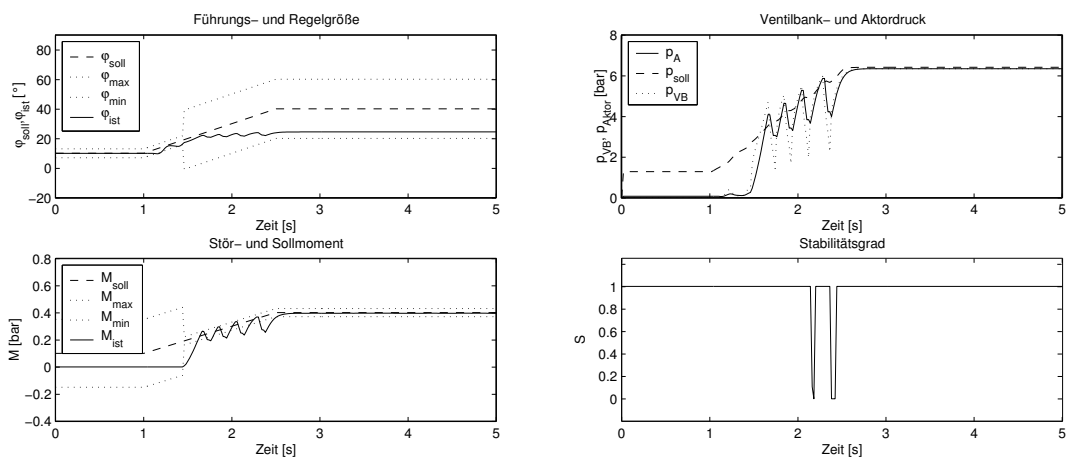 Führungs− und Regelgröße
φsoll,φist [°]
80
60
40
20
0
−20
φsoll
φmax
φmin
φist
0 1 2 3 4 5
Zeit [s]
Ventilbank− und Aktordruck
pVB, pAktor [bar]
8
6
4
2
0
pA
psoll
pVB
0 1 2 3 4 5
Zeit [s]
Stör− und Sollmoment
M [bar]
0.8
0.6
0.4
0.2
0
−0.2
−0.4
Msoll
Mmax
Mmin
Mist
0 1 2 3 4 5
Zeit [s]
Stabilitätsgrad
S
1
0.8
0.6
0.4
0.2
0
0 1 2 3 4 5
Zeit [s]